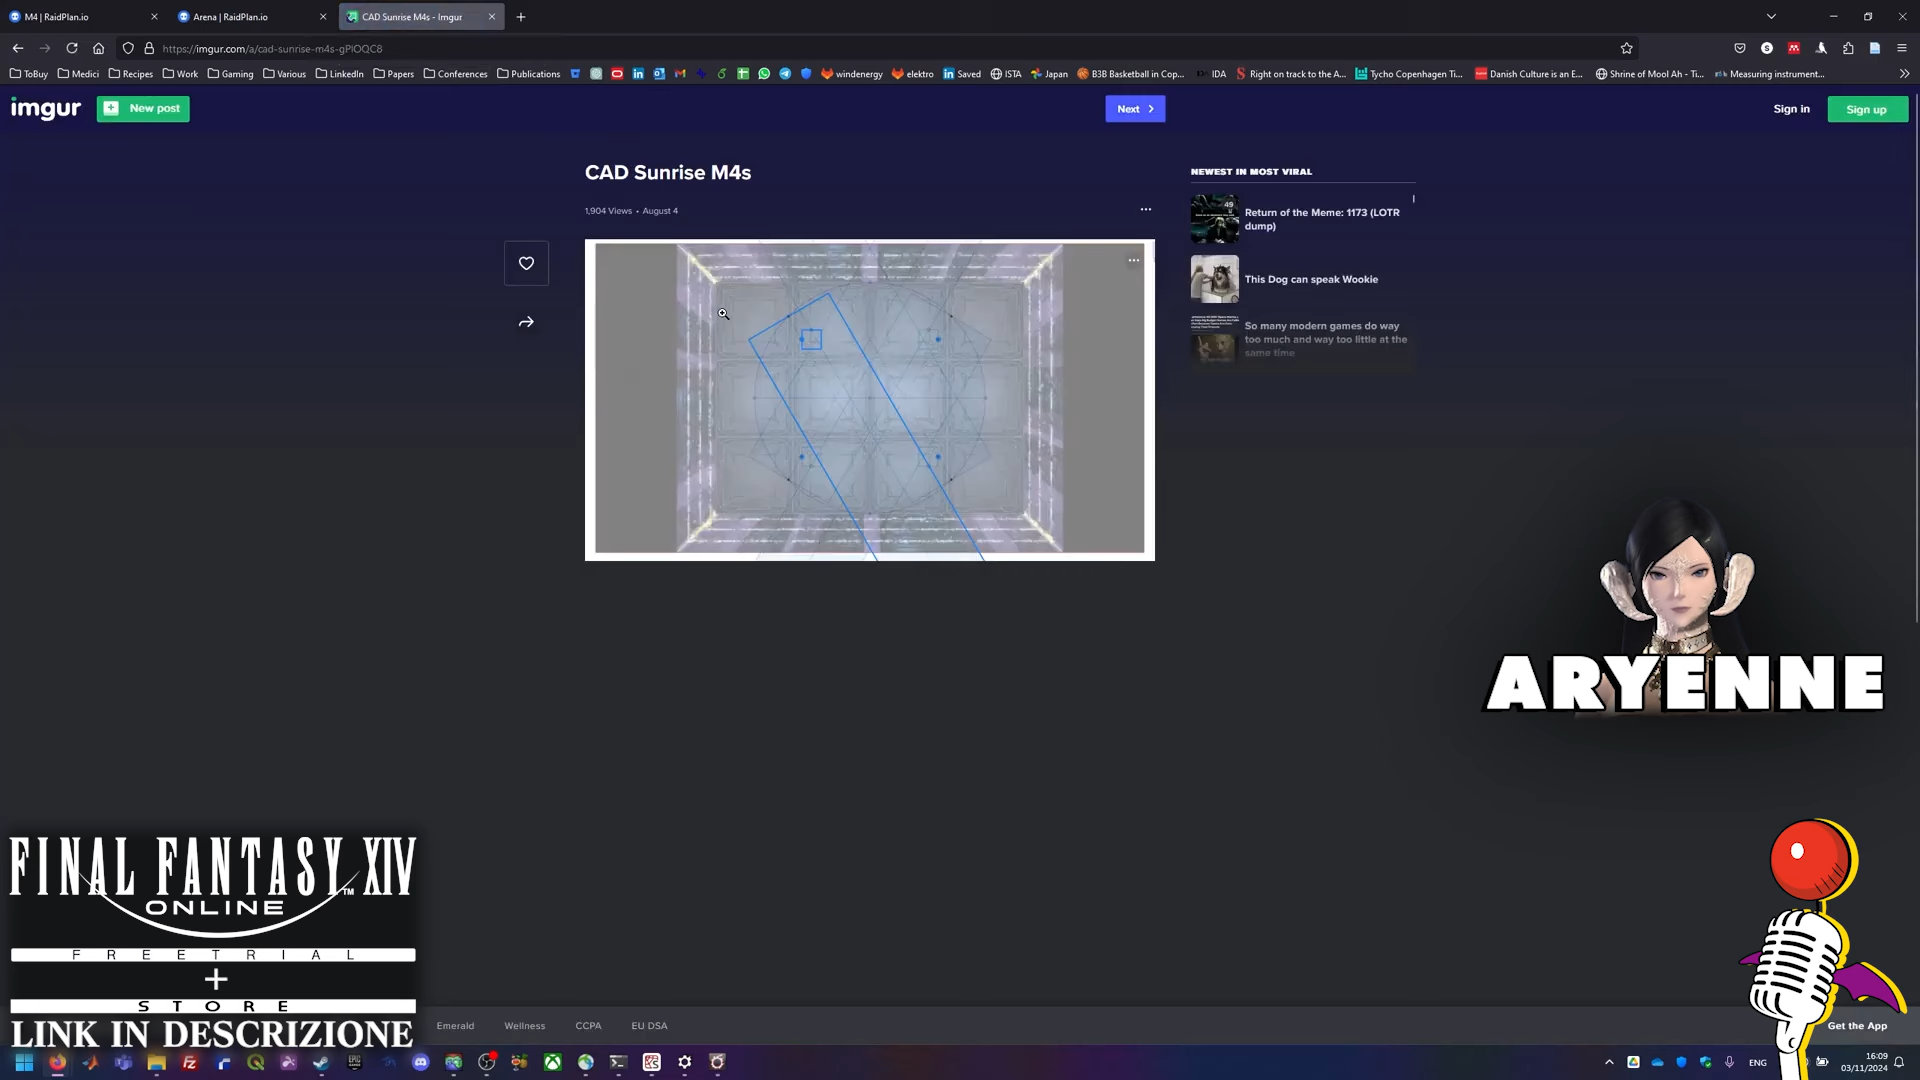 M4 | RaidPlan.io
Arena | RaidPlan.io
CAD Sunrise M4s - Imgur
https://imgur.com/a/cad-sunrise-m4s-gPlOQC8
ToBuy
Medici
Recipes
Work
Gaming
Various
LinkedIn
Papers
Conferences
Publications
windenergy
elektro
Saved
ISTA
Japan
B3B Basketball in Cop...
IDA
Right on track to the A...
Tycho Copenhagen Ti...
Danish Culture is an E...
Shrine of Mool Ah - Ti...
Measuring instrument...
imgur
New post
Next
Sign in
Sign up
CAD Sunrise M4s
1,904 Views • August 4
NEWEST IN MOST VIRAL
49
Return of the Meme: 1173 (LOTR
dump)
This Dog can speak Wookie
So many modern games do way
too much and way too little at the
same time
ARYENNE
FINAL FANTASY XIV
ONLINE
FREE TRIAL
+
STORE
LINK IN DESCRIZIONE
Emerald
Wellness
CCPA
EU DSA
Get the App
ENG
16:09
03/11/2024